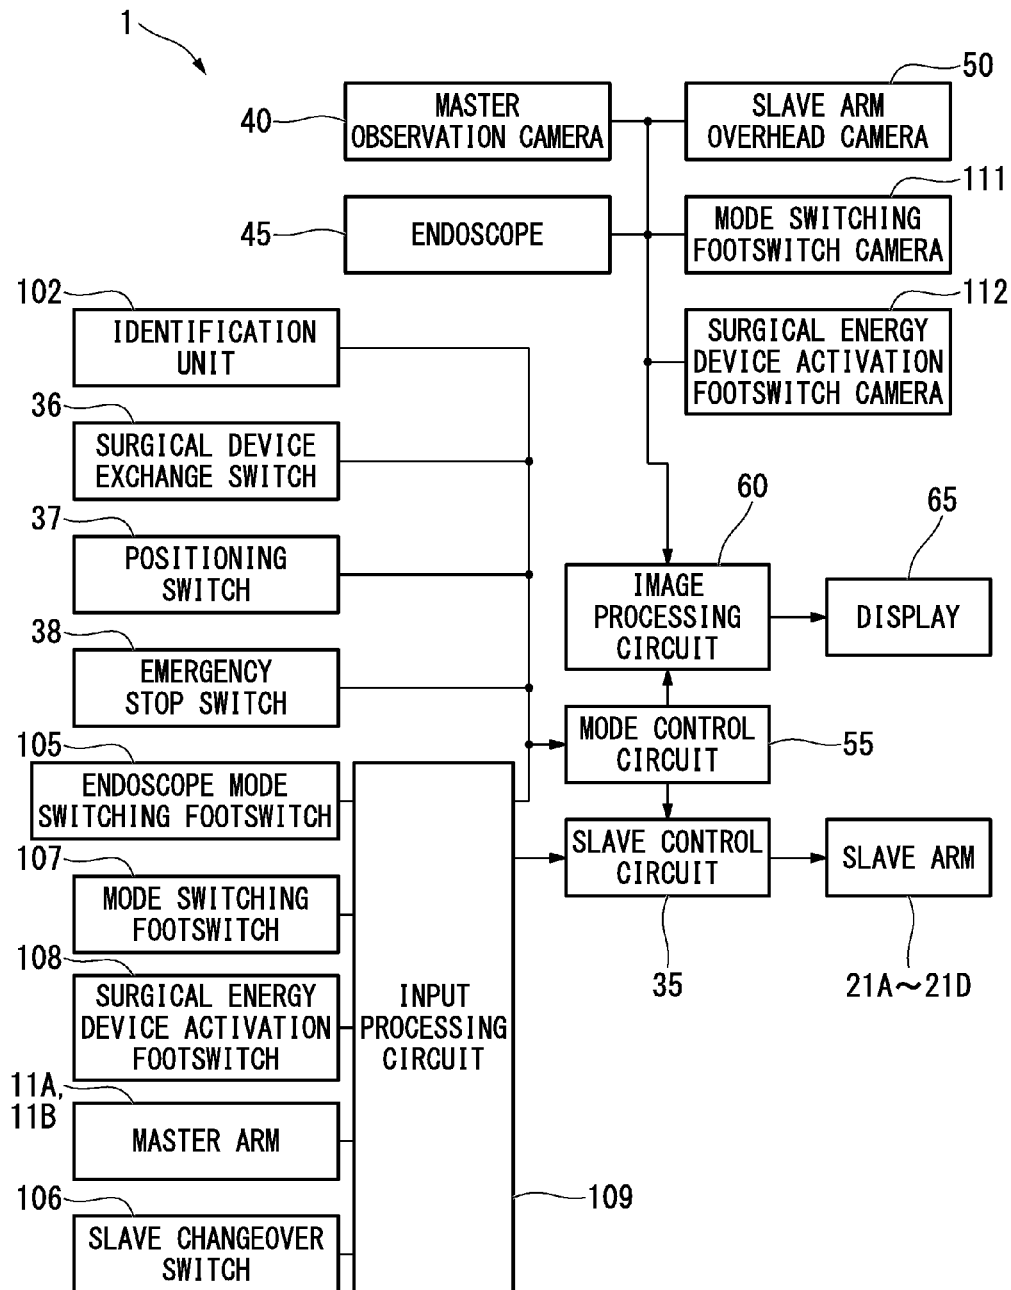 1
40
MASTER
OBSERVATION CAMERA
50
SLAVE ARM
OVERHEAD CAMERA
45
ENDOSCOPE
111
MODE SWITCHING
FOOTSWITCH CAMERA
112
SURGICAL ENERGY
DEVICE ACTIVATION
FOOTSWITCH CAMERA
102
IDENTIFICATION
UNIT
36
SURGICAL DEVICE
EXCHANGE SWITCH
37
POSITIONING
SWITCH
38
EMERGENCY
STOP SWITCH
60
IMAGE
PROCESSING
CIRCUIT
65
DISPLAY
MODE CONTROL
CIRCUIT
55
105
ENDOSCOPE MODE
SWITCHING FOOTSWITCH
107
MODE SWITCHING
FOOTSWITCH
108
SURGICAL ENERGY
DEVICE ACTIVATION
FOOTSWITCH
11A,
11B
MASTER ARM
106
SLAVE CHANGEOVER
SWITCH
INPUT
PROCESSING
CIRCUIT
109
SLAVE CONTROL
CIRCUIT
35
SLAVE ARM
21A～21D